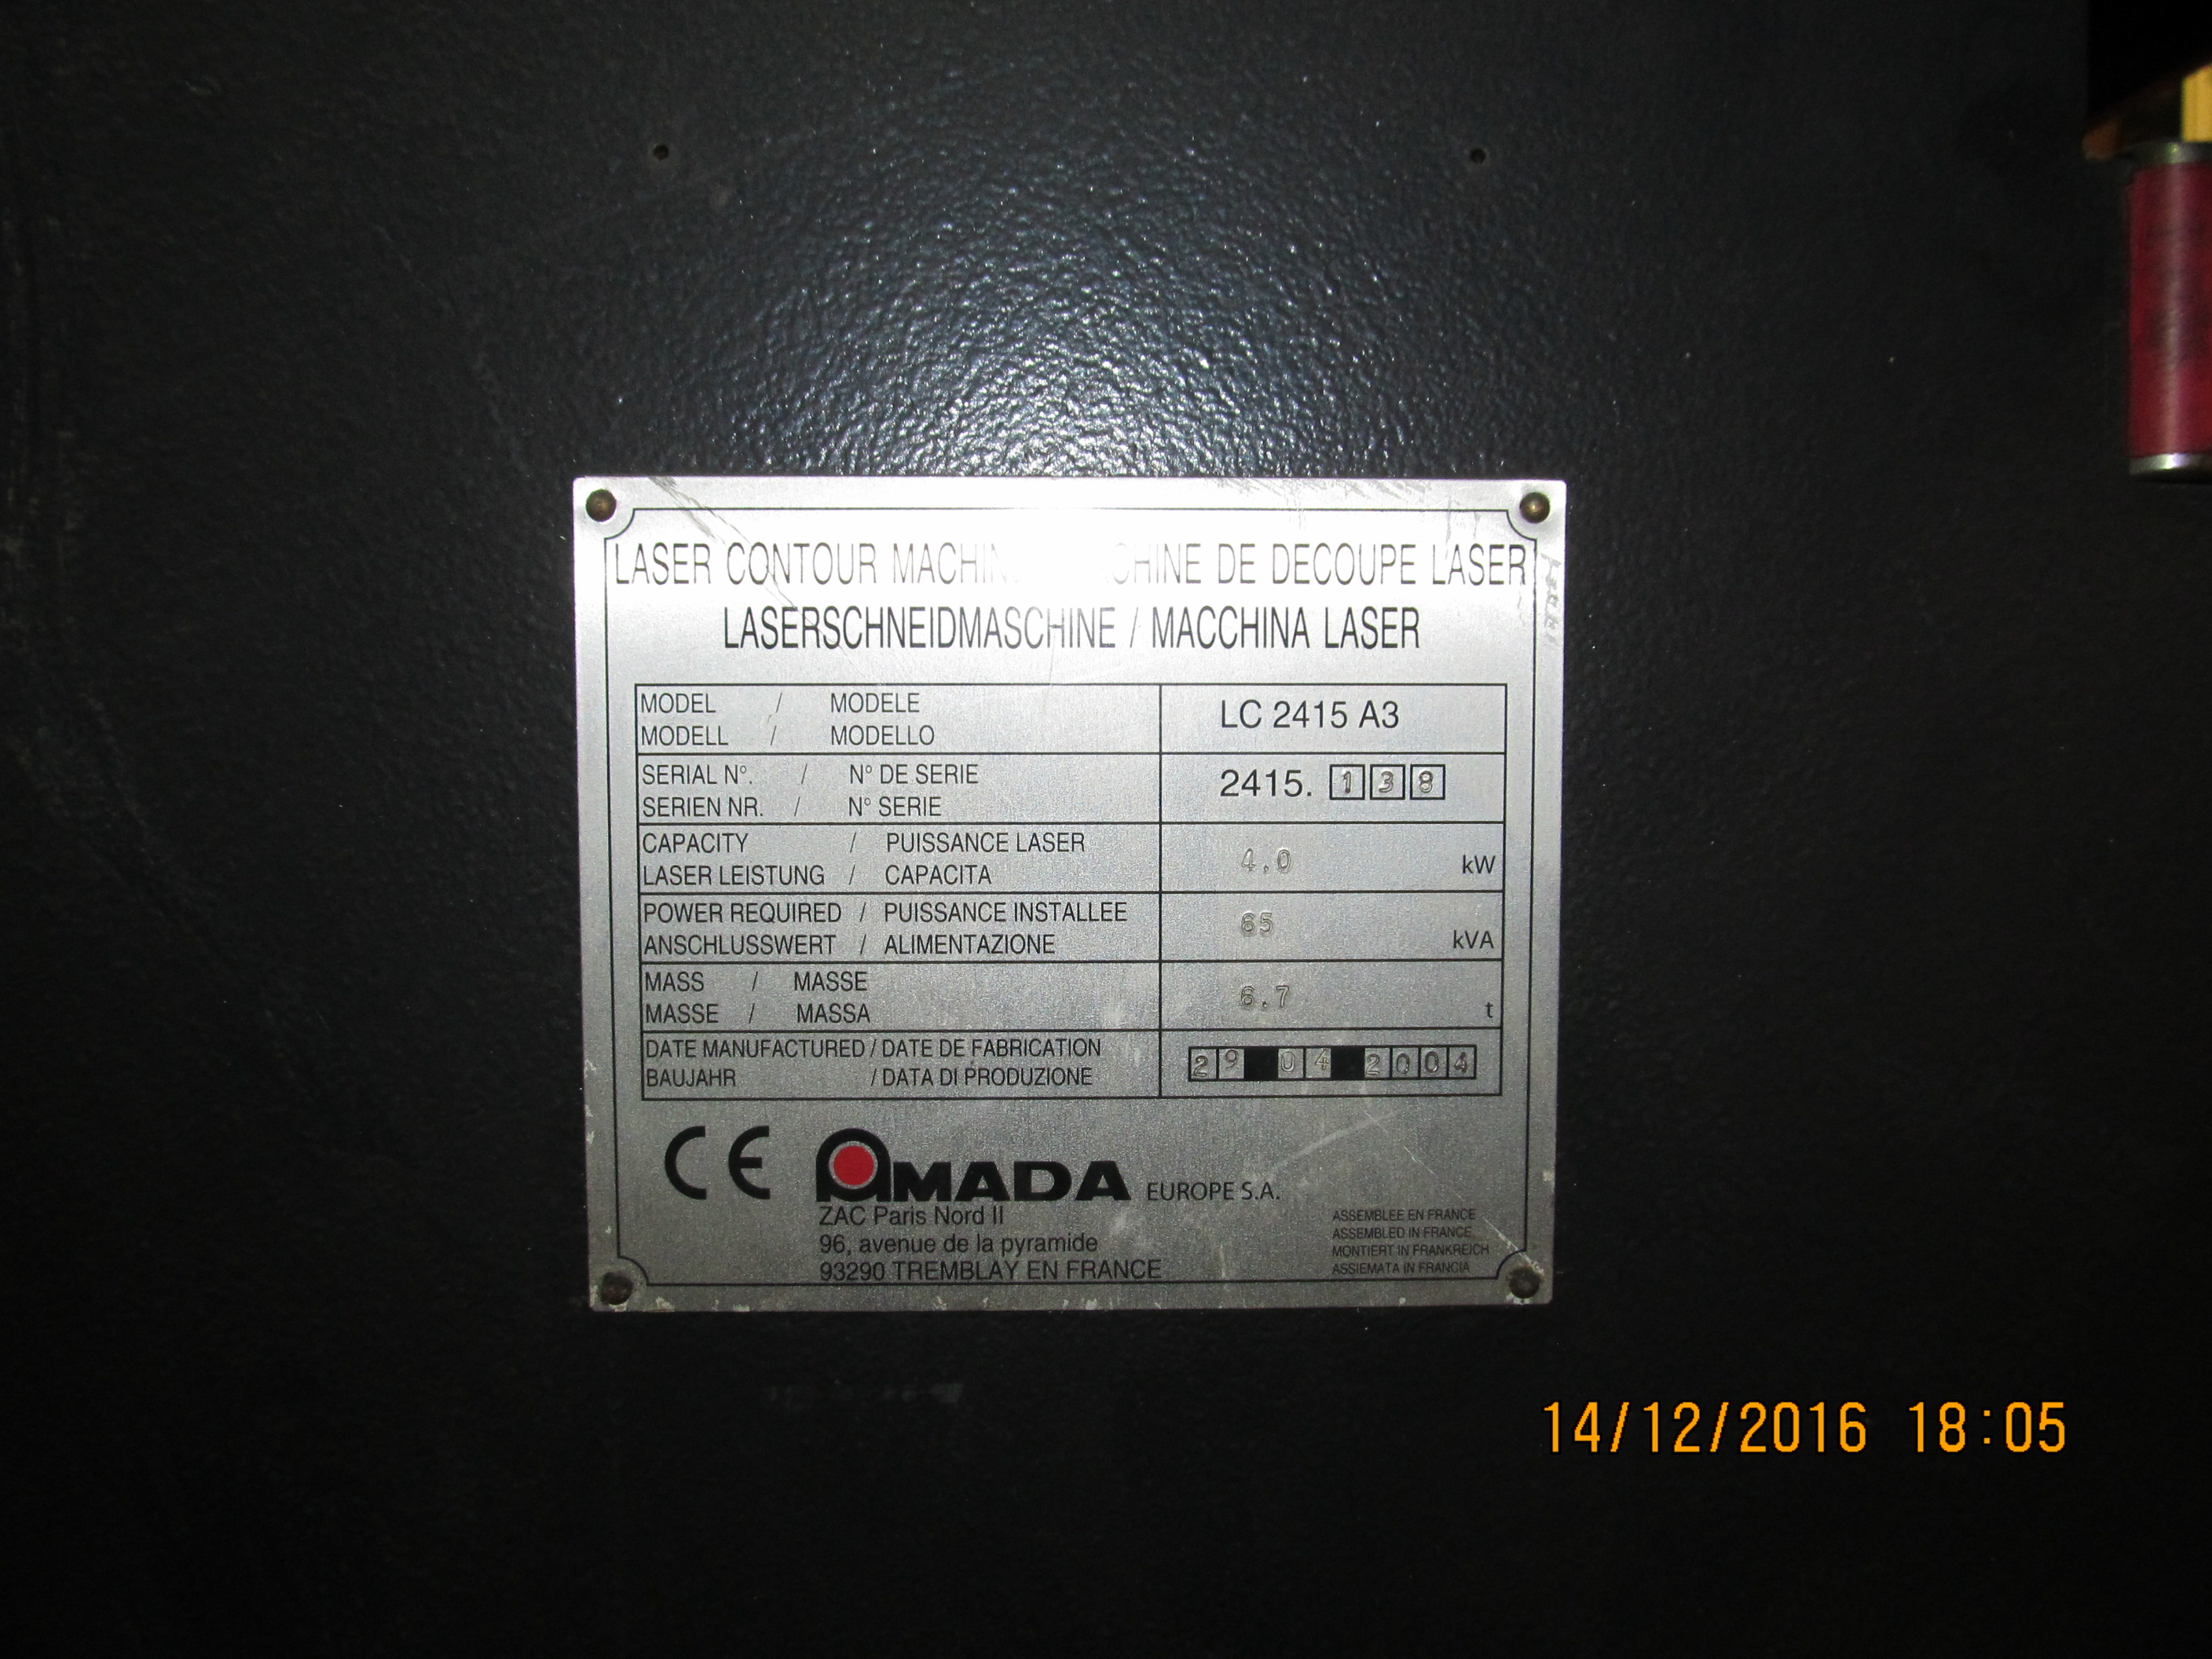 LASER CONTOUR MACHIN CHINE DE DECOUPE LASER
LASERSCHNEIDMASCHINE / MACCHINA LASER
MODEL / MODELE
MODELL / MODELLO
LC 2415 A3
SERIAL N°. / N° DE SERIE
SERIEN NR. / N° SERIE
2415. 138
CAPACITY / PUISSANCE LASER
LASER LEISTUNG / CAPACITA
4.0 kW
POWER REQUIRED / PUISSANCE INSTALLEE
ANSCHLUSSWERT / ALIMENTAZIONE
65 kVA
MASS / MASSE
MASSE / MASSA
6.7 t
DATE MANUFACTURED / DATE DE FABRICATION
BAUJAHR / DATA DI PRODUZIONE
29 04 2004
CE AMADA EUROPE S.A.
ZAC Paris Nord II
96, avenue de la pyramide
93290 TREMBLAY EN FRANCE
ASSEMBLEE EN FRANCE
ASSEMBLED IN FRANCE
MONTIERT IN FRANKREICH
ASSIEMATA IN FRANCIA
14/12/2016 18:05